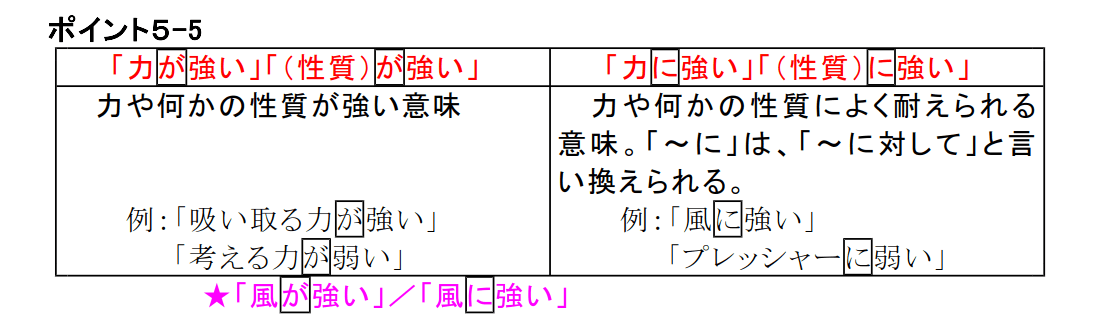 ポイント5-5
「力が強い」「(性質)が強い」
力や何かの性質が強い意味
例:「吸い取る力が強い」
「考える力が弱い」
「力に強い」「(性質)に強い」
力や何かの性質によく耐えられる
意味。「~に」は、「~に対して」と言
い換えられる。
例:「風に強い」
「プレッシャーに弱い」
★「風が強い」/「風に強い」